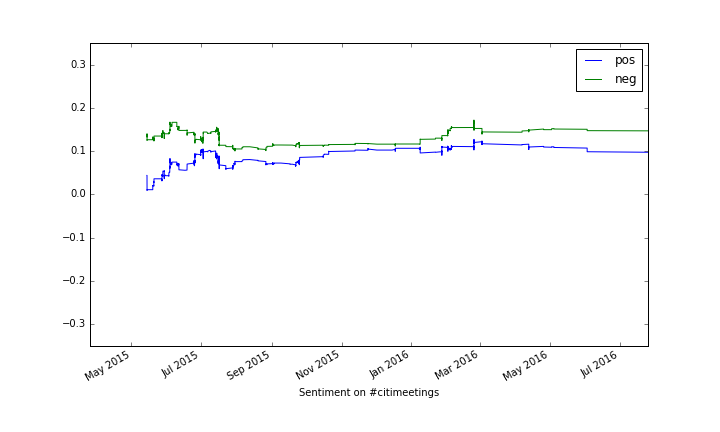 pos
neg
0.3
0.2
0.1
0.0
−0.1
−0.2
−0.3
May 2015
Jul 2015
Sep 2015
Nov 2015
Jan 2016
Mar 2016
May 2016
Jul 2016
Sentiment on #citimeetings